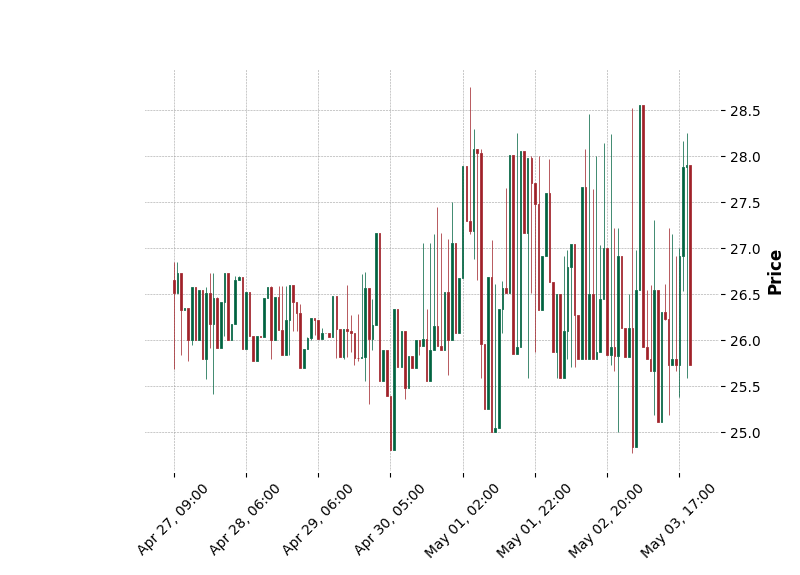 28.5
28.0
27.5
27.0
26.5
26.0
25.5
25.0
Price
Apr 27, 09:00
Apr 28, 06:00
Apr 29, 06:00
Apr 30, 05:00
May 01, 02:00
May 01, 22:00
May 02, 20:00
May 03, 17:00